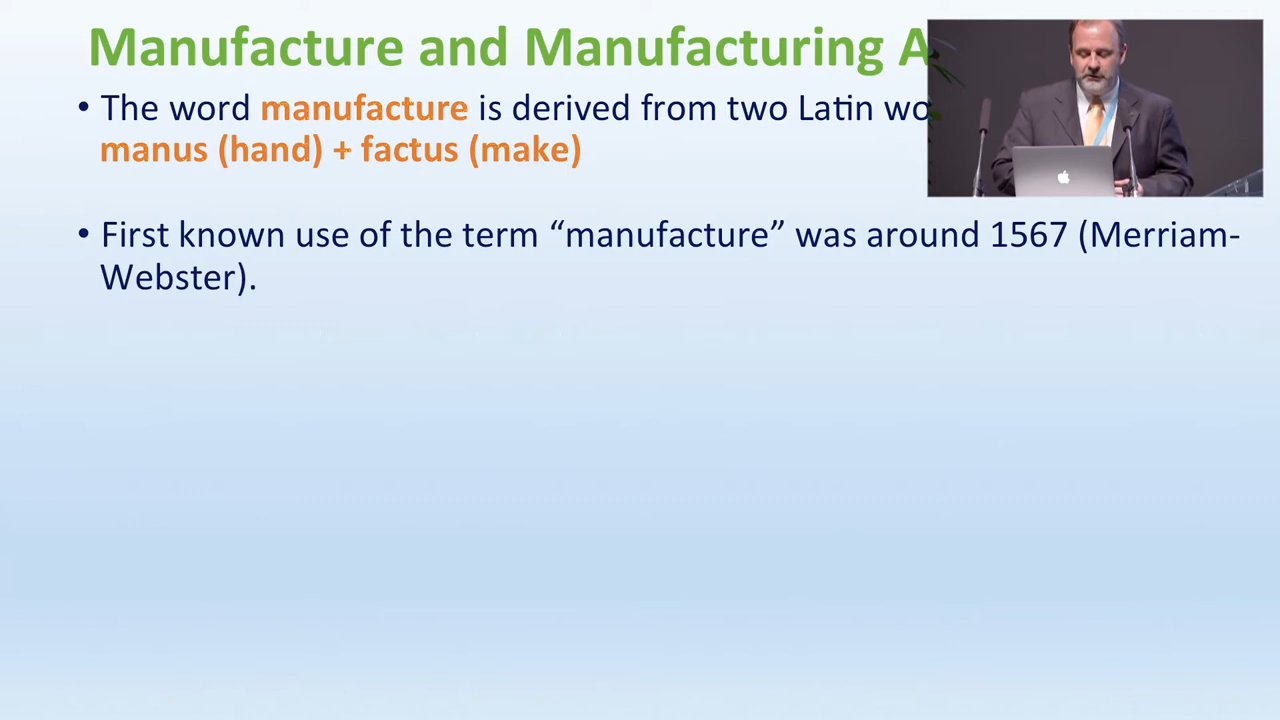 Manufacture and Manufacturing
• The word manufacture is derived from two Latin
manus (hand) + factus (make)
• First known use of the term “manufacture” was around 1567 (Merriam-
Webster).